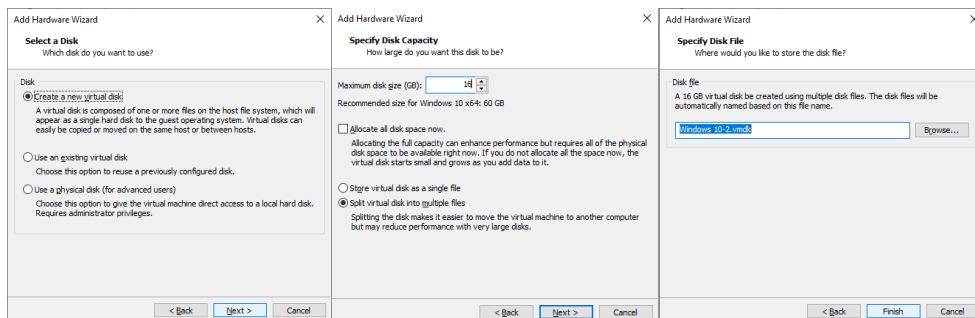 Add Hardware Wizard
Select a Disk
Which disk do you want to use?
Disk
Create a new virtual disk
A virtual disk is composed of one or more files on the host file system, which will
appear as a single hard disk to the guest operating system. Virtual disks can
easily be copied or moved on the same host or between hosts.
Use an existing virtual disk
Choose this option to reuse a previously configured disk.
Use a physical disk (for advanced users)
Choose this option to give the virtual machine direct access to a local hard disk.
Requires administrator privileges.
< Back
Next >
Cancel
Add Hardware Wizard
Specify Disk Capacity
How large do you want this disk to be?
Maximum disk size (GB): 16
Recommended size for Windows 10 x64: 60 GB
Allocate all disk space now.
Allocating the full capacity can enhance performance but requires all of the physical
disk space to be available right now. If you do not allocate all the space now, the
virtual disk starts small and grows as you add data to it.
Store virtual disk as a single file
Split virtual disk into multiple files
Splitting the disk makes it easier to move the virtual machine to another computer
but may reduce performance with very large disks.
< Back
Next >
Cancel
Add Hardware Wizard
Specify Disk File
Where would you like to store the disk file?
Disk file
A 16 GB virtual disk be created using multiple disk files. The disk files will be
automatically named based on this file name.
Windows 10-2.vmdk
Browse...
< Back
Finish
Cancel